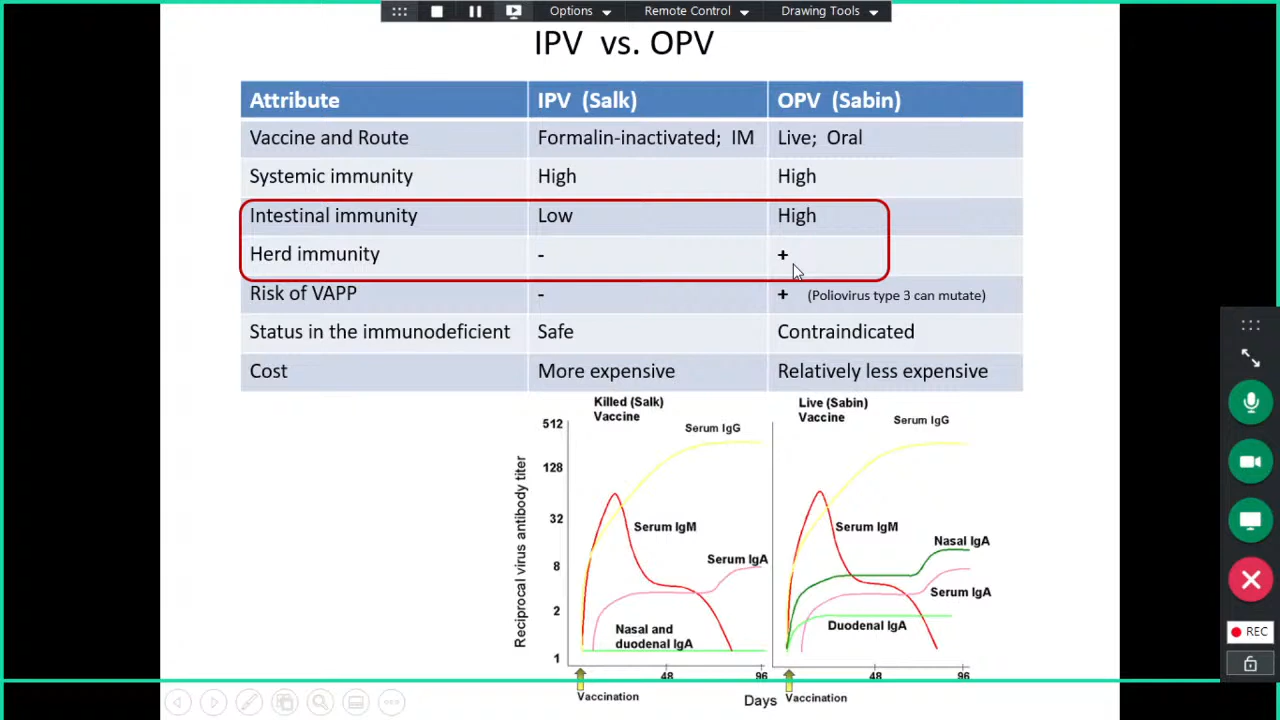 Options
Remote Control
Drawing Tools
IPV vs. OPV
Attribute IPV (Salk) OPV (Sabin)
Vaccine and Route Formalin-inactivated; IM Live; Oral
Systemic immunity High High
Intestinal immunity Low High
Herd immunity - +
Risk of VAPP - + (Poliovirus type 3 can mutate)
Status in the immunodeficient Safe Contraindicated
Cost More expensive Relatively less expensive
Killed (Salk)
Vaccine
Live (Sabin)
Vaccine
Reciprocal virus antibody titer
512
128
32
8
2
1
Serum IgG
Serum IgM
Serum IgA
Nasal and
duodenal IgA
48
96
Vaccination
Days
Serum IgG
Serum IgM
Nasal IgA
Serum IgA
Duodenal IgA
48
96
Vaccination
REC